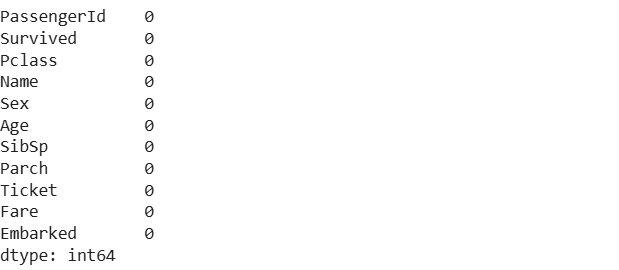 PassengerId    0
Survived       0
Pclass         0
Name           0
Sex            0
Age            0
SibSp          0
Parch          0
Ticket         0
Fare           0
Embarked       0
dtype: int64